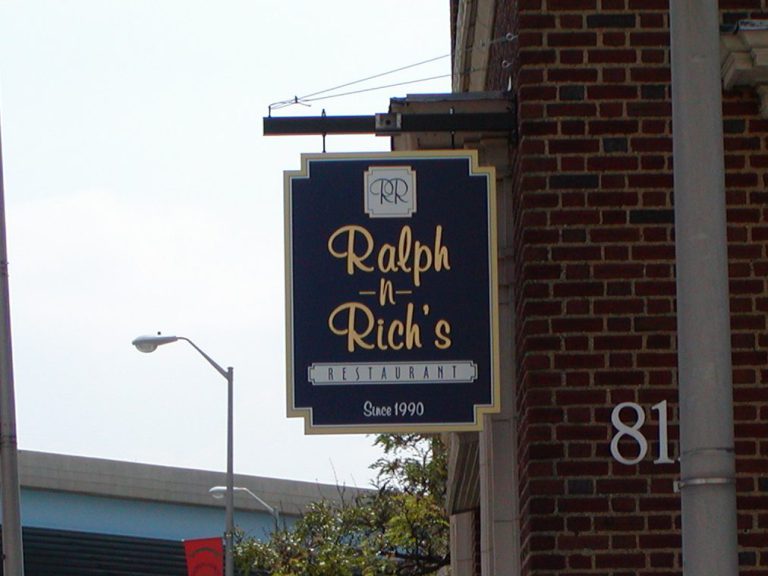 RR
Ralph
-n-
Rich's
RESTAURANT
Since 1990
81